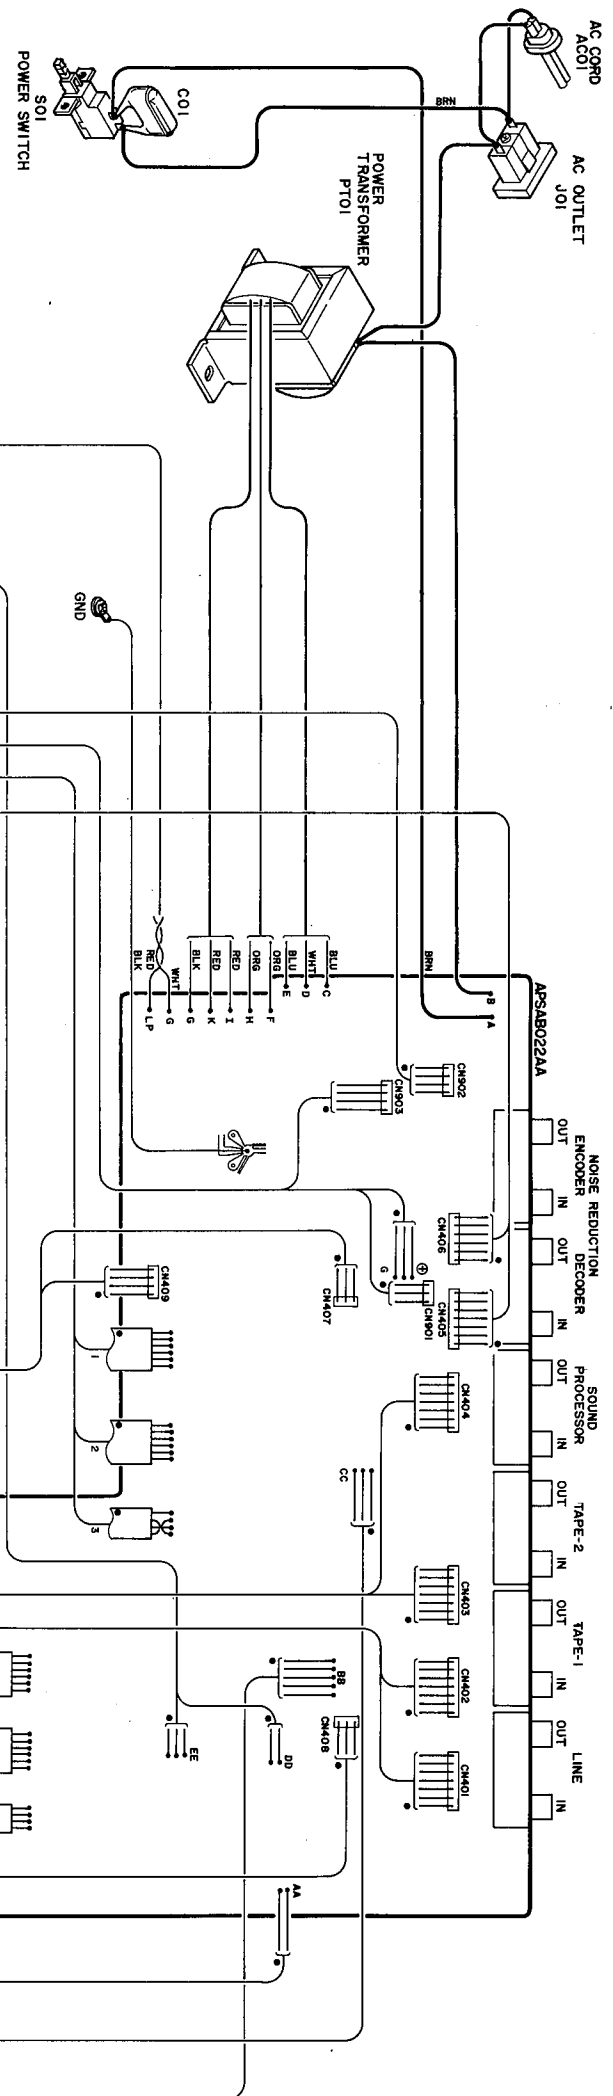 AC CORD
AC01
AC OUTLET
J01
BRN
C01
S01
POWER SWITCH
POWER
TRANSFORMER
PT01
GND
BLU
WHT
BLU
ORG
ORG
RED
RED
BLK
WHT
RED
BLK
BRN
C
D
E
F
H
I
K
G
G
LP
B
A
APSAB022AA
CN902
CN903
NOISE REDUCTION
ENCODER
DECODER
OUT
IN
OUT
IN
CN406
CN405
CN901
G
CN407
CN409
SOUND
PROCESSOR
OUT
IN
CN404
1
2
3
CC
TAPE-2
OUT
IN
CN403
TAPE-1
OUT
IN
CN402
BB
CN408
DD
EE
LINE
OUT
IN
CN401
AA